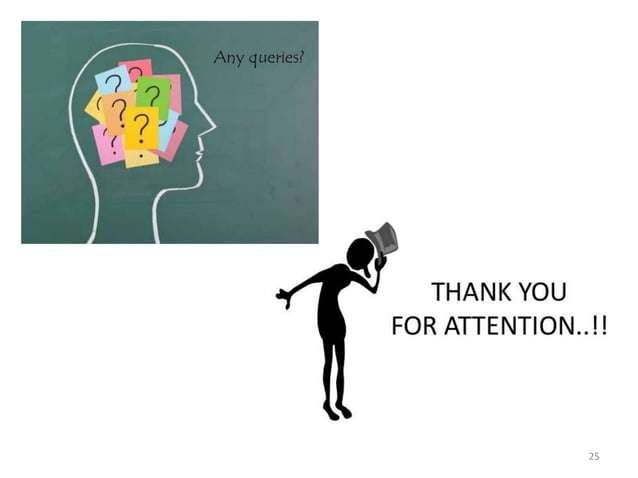 Any queries?
? ? ? ? ? ? ?
THANK YOU
FOR ATTENTION..!!
25